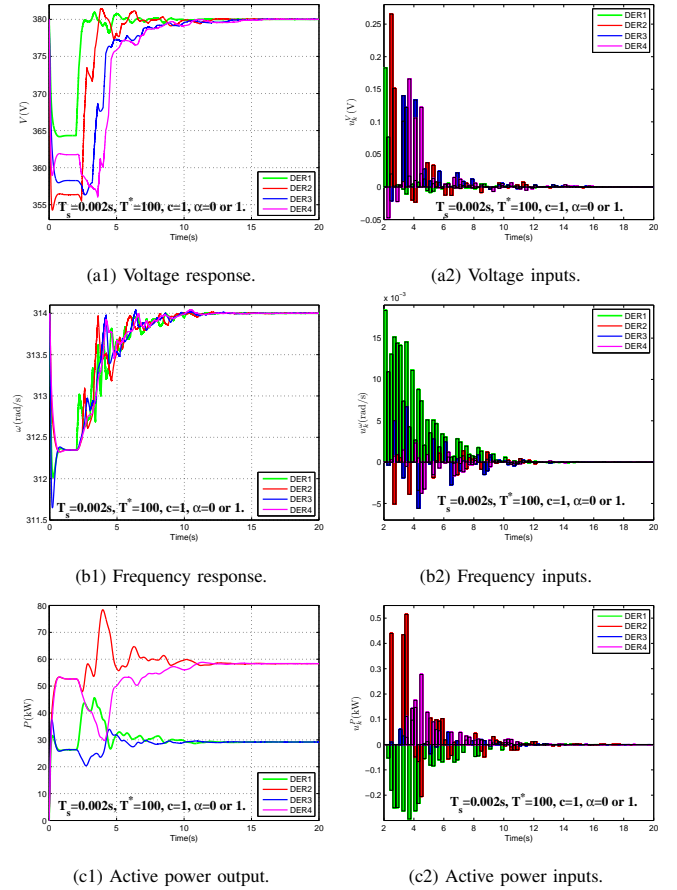 380
375
370
365
360
355
V(V)
0
5
10
15
20
Time(s)
DER1
DER2
DER3
DER4
T_s=0.002s, T*=100, c=1, α=0 or 1.
(a1) Voltage response.
0.25
0.2
0.15
0.1
0.05
0
−0.05
u_k^V(V)
2
4
6
8
10
12
14
16
18
20
Time(s)
DER1
DER2
DER3
DER4
T_s=0.002s, T*=100, c=1, α=0 or 1.
(a2) Voltage inputs.
314
313.5
313
312.5
312
311.5
ω(rad/s)
0
5
10
15
20
Time(s)
DER1
DER2
DER3
DER4
T_s=0.002s, T*=100, c=1, α=0 or 1.
(b1) Frequency response.
× 10⁻³
15
10
5
0
−5
u_k^ω(rad/s)
2
4
6
8
10
12
14
16
18
20
Time(s)
DER1
DER2
DER3
DER4
T_s=0.002s, T*=100, c=1, α=0 or 1.
(b2) Frequency inputs.
80
70
60
50
40
30
20
10
0
P(kW)
0
5
10
15
20
Time(s)
DER1
DER2
DER3
DER4
T_s=0.002s, T*=100, c=1, α=0 or 1.
(c1) Active power output.
0.5
0.4
0.3
0.2
0.1
0
−0.1
−0.2
u_k^P(kW)
2
4
6
8
10
12
14
16
18
20
Time(s)
DER1
DER2
DER3
DER4
T_s=0.002s, T*=100, c=1, α=0 or 1.
(c2) Active power inputs.